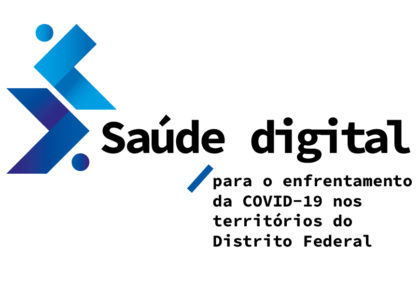 Saúde digital
para o enfrentamento
da COVID-19 nos
territórios do
Distrito Federal